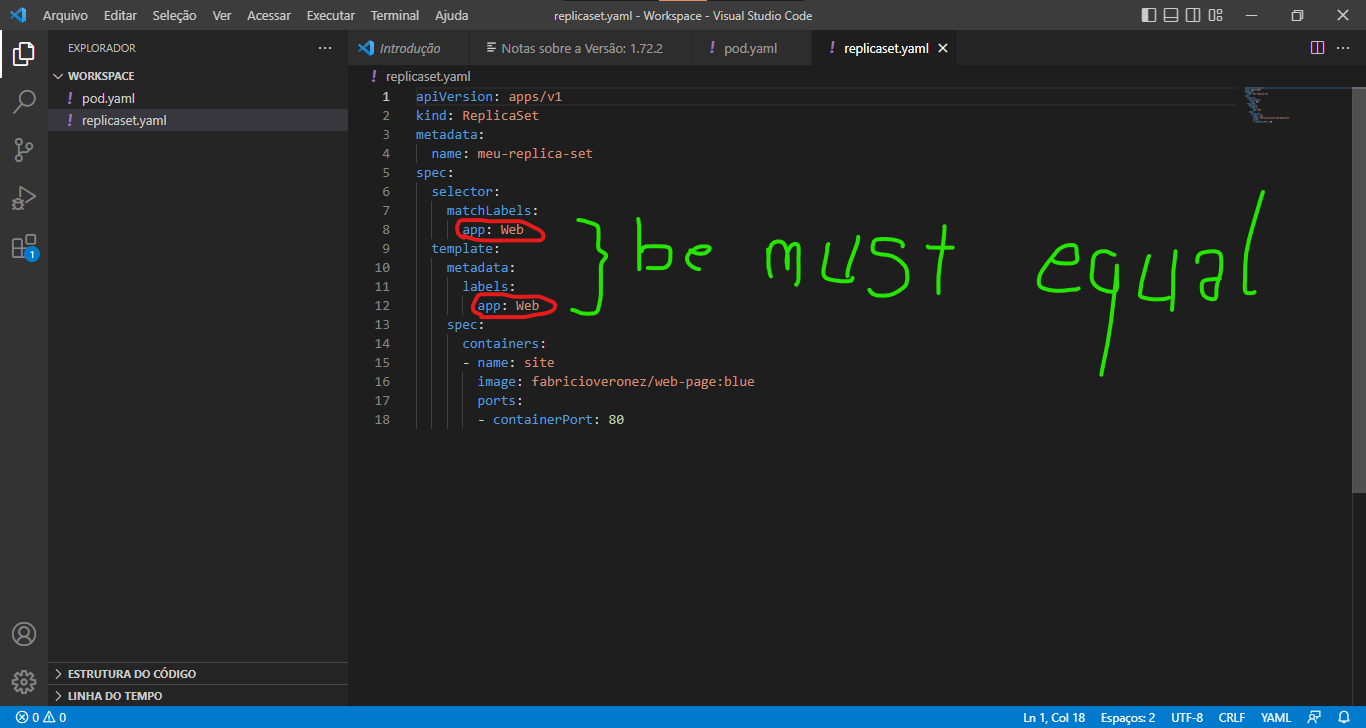 Arquivo Editar Seleção Ver Acessar Executar Terminal Ajuda replicaset.yaml - Workspace - Visual Studio Code
EXPLORADOR
WORKSPACE
pod.yaml
replicaset.yaml
ESTRUTURA DO CÓDIGO
LINHA DO TEMPO
1
Introdução Notas sobre a Versão: 1.72.2 ! pod.yaml ! replicaset.yaml
! replicaset.yaml
1 apiVersion: apps/v1
2 kind: ReplicaSet
3 metadata:
4 name: meu-replica-set
5 spec:
6 selector:
7 matchLabels:
8 app: Web
9 template:
10 metadata:
11 labels:
12 app: Web
13 spec:
14 containers:
15 - name: site
16 image: fabricioveronez/web-page:blue
17 ports:
18 - containerPort: 80
be must equal
0 0 Ln 1, Col 18 Espaços: 2 UTF-8 CRLF YAML